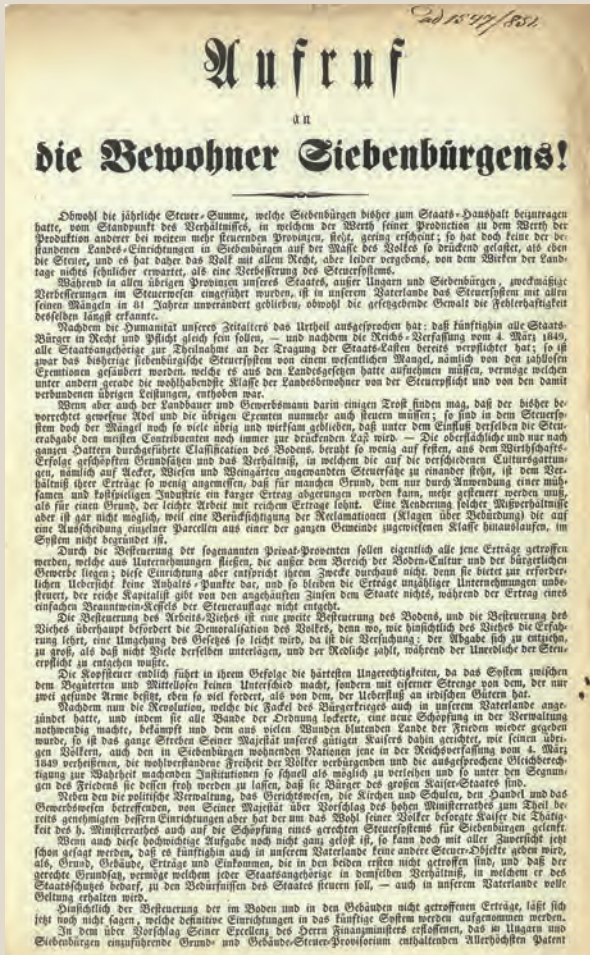 ad 1577/851.
Aufruf
an
die Bewohner Siebenbürgens!
Obwohl die jährliche Steuer-Summe, welche Siebenbürgen bisher zum Staats-Haushalt beizutragen
hatte, vom Standpunkt des Verhältnisses, in welchem der Werth seiner Production zu dem Werth der
Produktion anderer bei weitem mehr steuernden Provinzen, steht, gering erscheint; so hat doch keine der be-
standenen Landes-Einrichtungen in Siebenbürgen auf der Masse des Volkes so drückend gelastet, als eben
die Steuer, und es hat daher das Volk mit allem Recht, aber leider vergebens, von dem Wirken der Land-
tage nichts sehnlicher erwartet, als eine Verbesserung des Steuersystems.
Während in allen übrigen Provinzen unseres Staates, außer Ungarn und Siebenbürgen, zweckmäßige
Verbesserungen im Steuerwesen eingeführt wurden, ist in unserem Vaterlande das Steuersystem mit allen
seinen Mängeln in 81 Jahren unverändert geblieben, obwohl die gesetzgebende Gewalt die Fehlerhaftigkeit
desselben längst erkannte.
Nachdem die Humanität unseres Zeitalters das Urtheil ausgesprochen hat: daß künftighin alle Staats-
Bürger in Recht und Pflicht gleich sein sollen, — und nachdem die Reichs-Verfassung vom 4. März 1849,
alle Staatsangehörige zur Theilnahme an der Tragung der Staats-Lasten bereits verpflichtet hat; so ist
zwar das bisherige siebenbürgische Steuersystem von einem wesentlichen Mangel, nämlich von den zahllosen
Exemtionen gesäubert worden, welche es aus den Landesgesetzen hatte aufnehmen müssen, vermöge welchen
unter andern gerade die wohlhabendste Klasse der Landesbewohner von der Steuerpflicht und von den damit
verbundenen übrigen Leistungen, enthoben war.
Wenn aber auch der Landbauer und Gewerbsmann darin einigen Trost finden mag, daß der bisher be-
vorrechtet gewesene Adel und die übrigen Exemten nunmehr auch steuern müssen; so sind in dem Steuersy-
stem doch der Mängel noch so viele übrig und wirksam geblieben, daß unter dem Einfluß derselben die Steu-
erabgabe den meisten Contribuenten noch immer zur drückenden Last wird. — Die oberflächliche und nur nach
ganzen Hatterten durchgeführte Classification des Bodens, beruht so wenig auf festen, aus dem Wirthschafts-
Erfolge geschöpften Grundsätzen und das Verhältniß, in welchem die auf die verschiedenen Culturgattun-
gen, nämlich auf Aecker, Wiesen und Weingärten angewandten Steuersätze zu einander stehn, ist dem Ver-
hältniß ihrer Erträge so wenig angemessen, daß für manchen Grund, dem nur durch Anwendung einer müh-
samen und kostspieligen Industrie ein karger Ertrag abgerungen werden kann, mehr gesteuert werden muß,
als für einen Grund, der leichte Arbeit mit reichem Ertrage lohnt. Eine Aenderung solcher Mißverhältnisse
aber ist gar nicht möglich, weil eine Berücksichtigung der Reclamationen (Klagen über Bebürdung) die auf
eine Ausscheidung einzelner Parcellen aus einer der ganzen Gemeinde zugewiesenen Klasse hinauslaufen, im
System nicht begründet ist.
Durch die Besteuerung der sogenannten Privat-Proventen sollen eigentlich alle jene Erträge getroffen
werden, welche aus Unternehmungen fließen, die außer dem Bereich der Boden-Cultur und der bürgerlichen
Gewerbe liegen; diese Einrichtung aber entspricht ihrem Zwecke durchaus nicht, denn sie bietet zur erforder-
lichen Uebersicht keine Anhalts-Punkte dar, und so bleiben die Erträge unzähliger Unternehmungen unbe-
steuert, der reiche Kapitalist gibt von den angehäuften Zinsen dem Staate nichts, während der Ertrag eines
einfachen Branntwein-Kessels der Steuerauflage nicht entgeht.
Die Besteuerung des Arbeits-Viehes ist eine zweite Besteuerung des Bodens, und die Besteuerung des
Viehes überhaupt befördert die Demoralisation des Volkes, denn wo, wie hinsichtlich des Viehes die Erfah-
rung lehrt, eine Umgehung des Gesetzes so leicht wird, da ist die Versuchung: der Abgabe sich zu entziehn,
zu groß, als daß nicht Viele derselben unterlägen, und der Redliche zahlt, während der Unredliche der Steu-
erpflicht zu entgehen wußte.
Die Kopfsteuer endlich führt in ihrem Gefolge die härtesten Ungerechtigkeiten, da das System zwischen
dem Begüterten und Mittellosen keinen Unterschied macht, sondern mit eiserner Strenge von dem, der nur
zwei gesunde Arme besitzt, eben so viel fordert, als von dem, der Ueberfluß an irdischen Gütern hat.
Nachdem nun die Revolution, welche die Fackel des Bürgerkrieges auch in unserem Vaterlande ange-
zündet hatte, und indem sie alle Bande der Ordnung lockerte, eine neue Schöpfung in der Verwaltung
nothwendig machte, bekämpft und dem aus vielen Wunden blutenden Lande der Frieden wieder gegeben
wurde, so ist das ganze Streben Seiner Majestät unseres gütigen Kaisers dahin gerichtet, wie seinen übri-
gen Völkern, auch den in Siebenbürgen wohnenden Nationen jene in der Reichsverfassung vom 4. März
1849 verheißenen, die wohlverstandene Freiheit der Völker verbürgenden und die ausgesprochene Gleichberech-
tigung zur Wahrheit machenden Institutionen so schnell als möglich zu verleihen und so unter den Segnun-
gen des Friedens sie dessen froh werden zu lassen, daß sie Bürger des großen Kaiser-Staates sind.
Neben den die politische Verwaltung, das Gerichtswesen, die Kirchen und Schulen, den Handel und das
Gewerbswesen betreffenden, von Seiner Majestät über Vorschlag des hohen Ministerrathes zum Theil be-
reits genehmigten bessern Einrichtungen aber hat der um das Wohl seiner Völker besorgte Kaiser die Thätig-
keit des h. Ministerrathes auch auf die Schöpfung eines gerechten Steuersystems für Siebenbürgen gelenkt.
Wenn auch diese hochwichtige Aufgabe noch nicht ganz gelöst ist, so kann doch mit aller Zuversicht jetzt
schon gesagt werden, daß es künftighin auch in unserem Vaterlande keine andere Steuer-Objekte geben wird,
als, Grund, Gebäude, Erträge und Einkommen, die in den beiden ersten nicht getroffen sind, und daß der
gerechte Grundsatz, vermöge welchem jeder Staatsangehörige in demselben Verhältniß, in welchem er des
Staatsschutzes bedarf, zu den Bedürfnissen des Staates steuern soll, — auch in unserem Vaterlande volle
Geltung erhalten wird.
Hinsichtlich der Besteuerung der im Boden und in den Gebäuden nicht getroffenen Erträge, läßt sich
jetzt noch nicht sagen, welche definitive Einrichtungen in das künftige System werden aufgenommen werden.
In dem über Vorschlag Seiner Excellenz des Herrn Finanzministers erflossenen, das in Ungarn und
Siebenbürgen einzuführende Grund- und Gebäude-Steuer-Provisorium enthaltenden Allerhöchsten Patent